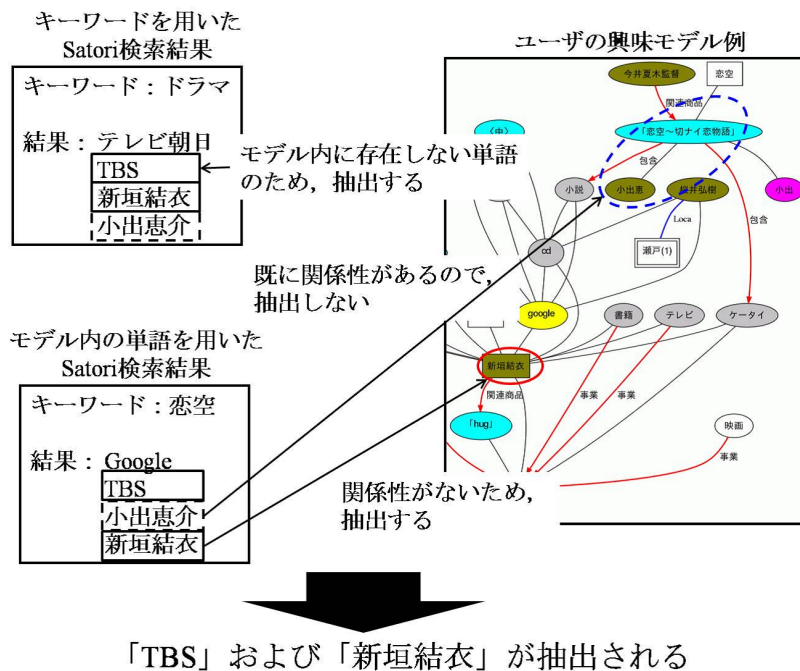 キーワードを用いた
Satori検索結果
キーワード：ドラマ
結果：テレビ朝日
TBS
新垣結衣
小出恵介
モデル内に存在しない単語
のため，抽出する
既に関係性があるので，
抽出しない
モデル内の単語を用いた
Satori検索結果
キーワード：恋空
結果：Google
TBS
小出恵介
新垣結衣
関係性がないため，
抽出する
ユーザの興味モデル例
今井夏木監督
恋空
関連商品
〈中〉
「恋空～切ナイ恋物語」
包含
小説
小出恵
柳井弘樹
小出
Loca
包含
cd
瀬戸(1)
google
書籍
テレビ
ケータイ
新垣結衣
関連商品
事業
事業
「hug」
映画
事業
「TBS」および「新垣結衣」が抽出される